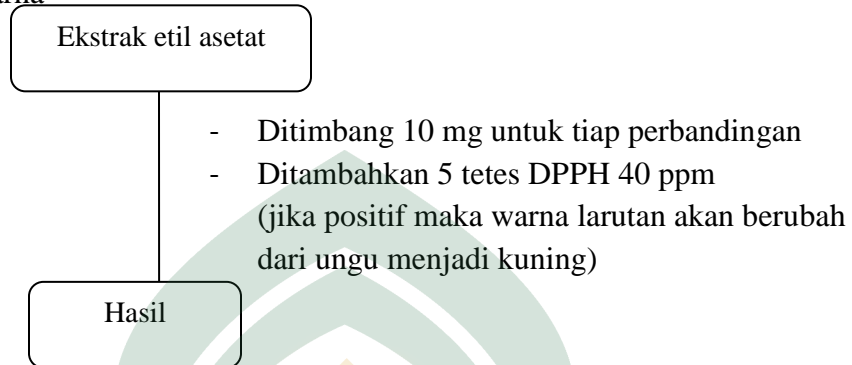 Ekstrak etil asetat
- Ditimbang 10 mg untuk tiap perbandingan
- Ditambahkan 5 tetes DPPH 40 ppm
(jika positif maka warna larutan akan berubah
dari ungu menjadi kuning)
Hasil